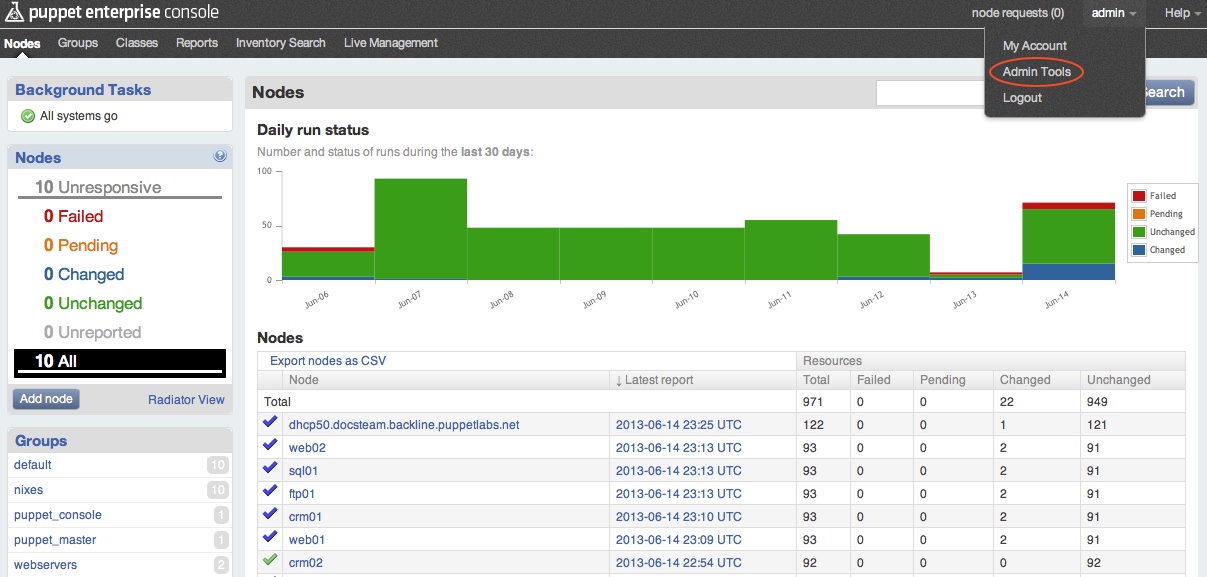 puppet enterprise console
node requests (0) admin Help
Nodes Groups Classes Reports Inventory Search Live Management
My Account
Admin Tools
Logout
Background Tasks
All systems go
Nodes
10 Unresponsive
0 Failed
0 Pending
0 Changed
0 Unchanged
0 Unreported
10 All
Add node Radiator View
Groups
default 10
nixes 10
puppet_console 1
puppet_master 1
webservers 2
Nodes
earch
Daily run status
Number and status of runs during the last 30 days:
100
50
0
Jun-06 Jun-07 Jun-08 Jun-09 Jun-10 Jun-11 Jun-12 Jun-13 Jun-14
Failed
Pending
Unchanged
Changed
Nodes
Export nodes as CSV Resources
Node ↓ Latest report Total Failed Pending Changed Unchanged
Total 971 0 0 22 949
dhcp50.docsteam.backline.puppetlabs.net 2013-06-14 23:25 UTC 122 0 0 1 121
web02 2013-06-14 23:13 UTC 93 0 0 2 91
sql01 2013-06-14 23:13 UTC 93 0 0 2 91
ftp01 2013-06-14 23:13 UTC 93 0 0 2 91
crm01 2013-06-14 23:10 UTC 93 0 0 2 91
web01 2013-06-14 23:09 UTC 93 0 0 2 91
crm02 2013-06-14 22:54 UTC 92 0 0 0 92